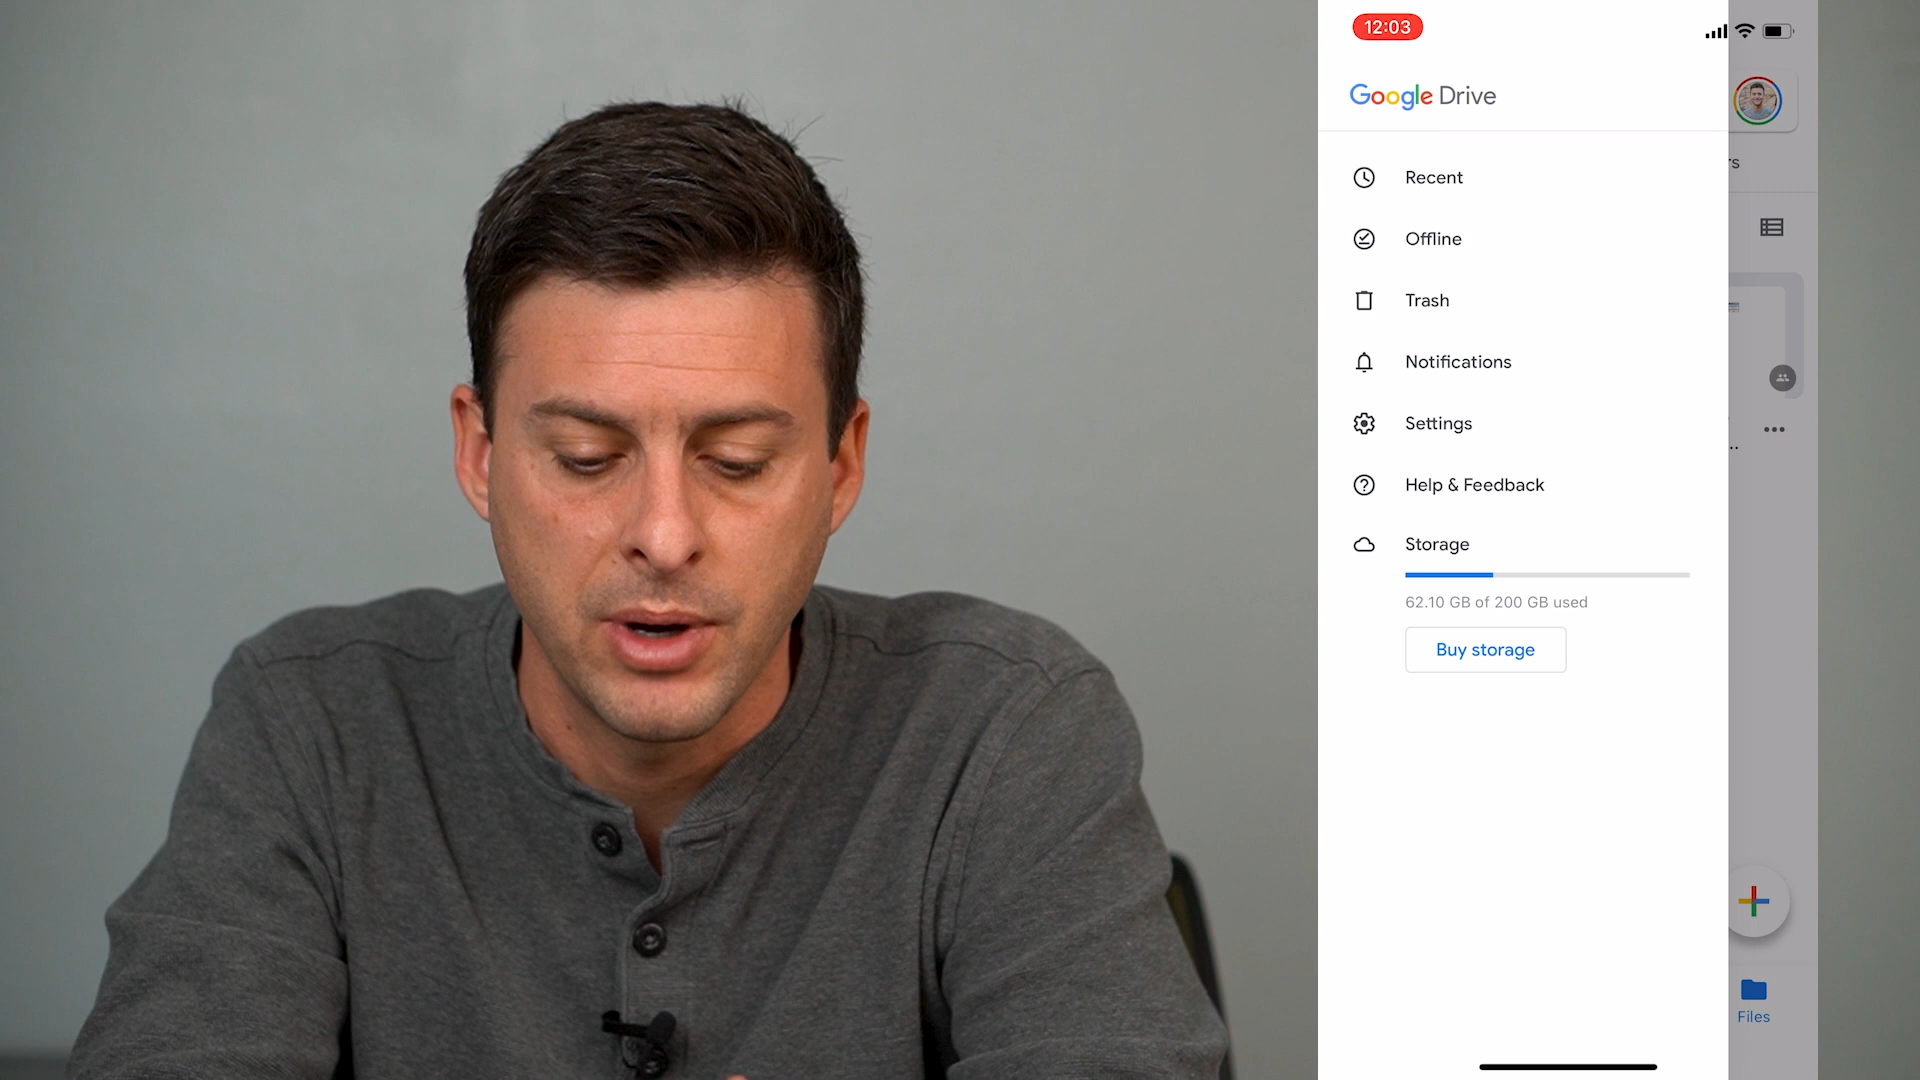 12:03
Google Drive
rs
Recent
Offline
Trash
Notifications
Settings
..
Help & Feedback
Storage
62.10 GB of 200 GB used
Buy storage
Files